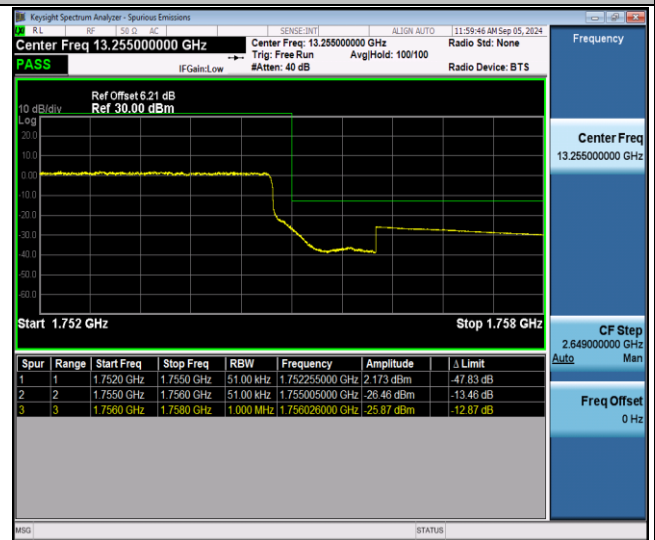 Keysight Spectrum Analyzer - Spurious Emissions
RL RF 50 Ω AC SENSE:INT ALIGN AUTO 11:59:46 AM Sep 05, 2024
Center Freq 13.255000000 GHz
Center Freq: 13.255000000 GHz
Radio Std: None
Trig: Free Run Avg|Hold: 100/100
PASS
IFGain:Low
#Atten: 40 dB
Radio Device: BTS
Frequency
Ref Offset 6.21 dB
10 dB/div Ref 30.00 dBm
Log
20.0
10.0
0.00
-10.0
-20.0
-30.0
-40.0
-50.0
-60.0
Start 1.752 GHz Stop 1.758 GHz
Spur Range Start Freq Stop Freq RBW Frequency Amplitude Δ Limit
1 1 1.7520 GHz 1.7550 GHz 51.00 kHz 1.752255000 GHz 2.173 dBm -47.83 dB
2 2 1.7550 GHz 1.7560 GHz 51.00 kHz 1.755005000 GHz -26.46 dBm -13.46 dB
3 3 1.7560 GHz 1.7580 GHz 1.000 MHz 1.756026000 GHz -25.87 dBm -12.87 dB
Center Freq
13.255000000 GHz
CF Step
2.649000000 GHz
Auto Man
Freq Offset
0 Hz
MSG STATUS